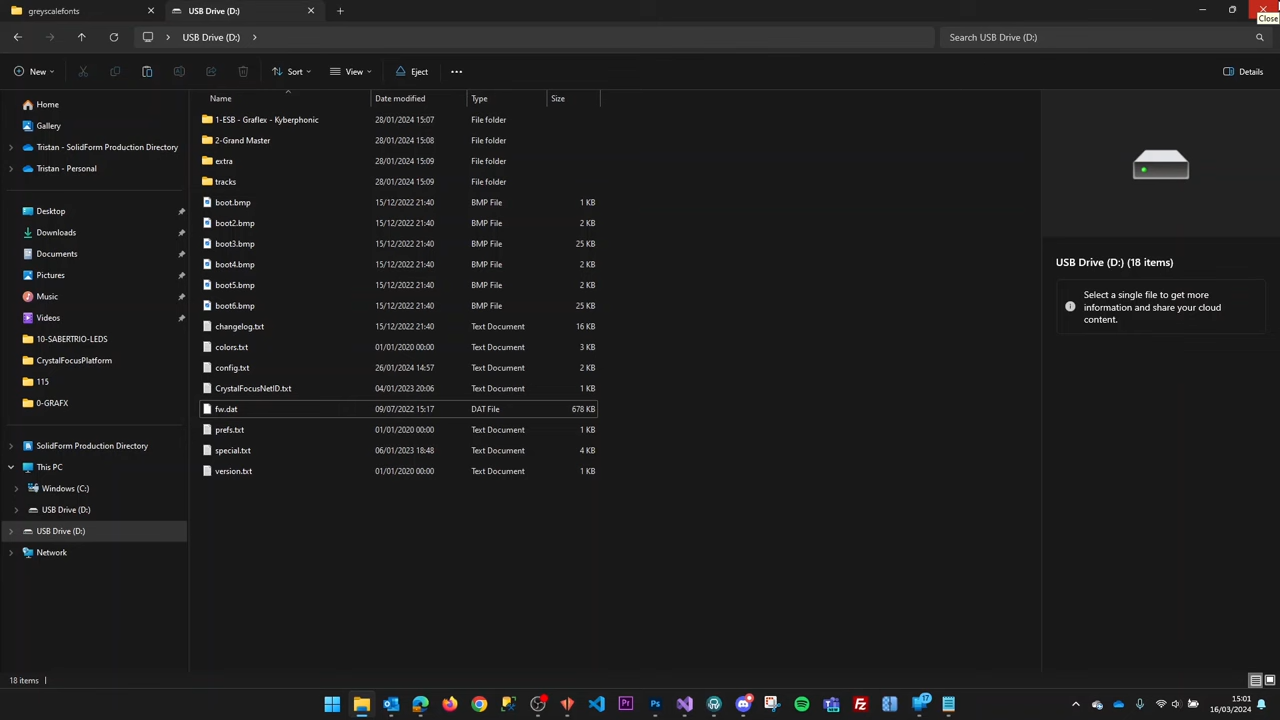 greyscalefonts
USB Drive (D:)
Close
USB Drive (D:)
Search USB Drive (D:)
New
Sort
View
Eject
Details
Name Date modified Type Size
Home
Gallery
Tristan - SolidForm Production Directory
Tristan - Personal
Desktop
Downloads
Documents
Pictures
Music
Videos
10-SABERTRIO-LEDS
CrystalFocusPlatform
115
0-GRAFX
SolidForm Production Directory
This PC
Windows (C:)
USB Drive (D:)
USB Drive (D:)
Network
1-ESB - Graflex - Kyberphonic 28/01/2024 15:07 File folder
2-Grand Master 28/01/2024 15:08 File folder
extra 28/01/2024 15:09 File folder
tracks 28/01/2024 15:09 File folder
boot.bmp 15/12/2022 21:40 BMP File 1 KB
boot2.bmp 15/12/2022 21:40 BMP File 2 KB
boot3.bmp 15/12/2022 21:40 BMP File 25 KB
boot4.bmp 15/12/2022 21:40 BMP File 2 KB
boot5.bmp 15/12/2022 21:40 BMP File 2 KB
boot6.bmp 15/12/2022 21:40 BMP File 25 KB
changelog.txt 15/12/2022 21:40 Text Document 16 KB
colors.txt 01/01/2020 00:00 Text Document 3 KB
config.txt 26/01/2024 14:57 Text Document 2 KB
CrystalFocusNetID.txt 04/01/2023 20:06 Text Document 1 KB
fw.dat 09/07/2022 15:17 DAT File 678 KB
prefs.txt 01/01/2020 00:00 Text Document 1 KB
special.txt 06/01/2023 18:48 Text Document 4 KB
version.txt 01/01/2020 00:00 Text Document 1 KB
USB Drive (D:) (18 items)
Select a single file to get more
information and share your cloud
content.
18 items
15:01
16/03/2024